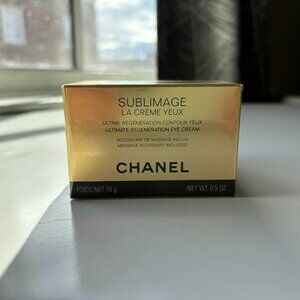 SUBLIMAGE
LA CRÈME YEUX
ULTIME RÉGÉNÉRATION CONTOUR YEUX
ULTIMATE REGENERATION EYE CREAM
ACCESSOIRE DE MASSAGE INCLUS
MASSAGE ACCESSORY INCLUDED
CHANEL
POIDS NET 15 g NET WT. 0.5 OZ.